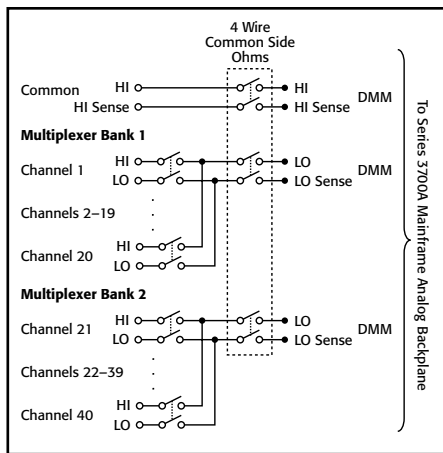 4 Wire
Common Side
Ohms
Common HI HI DMM
HI Sense HI Sense
Multiplexer Bank 1
Channel 1 HI LO DMM
LO LO Sense
Channels 2–19
Channel 20 HI
LO
Multiplexer Bank 2
Channel 21 HI LO DMM
LO LO Sense
Channels 22–39
Channel 40 HI
LO
To Series 3700A Mainframe Analog Backplane